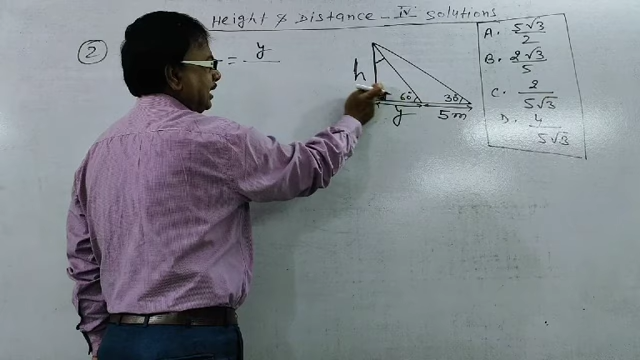 Height & Distance - IV Solutions
2
= y
h
60
30
y
5m
A. 5√3/2
B. 2√3/5
C. 2/5√3
D. 4/5√3